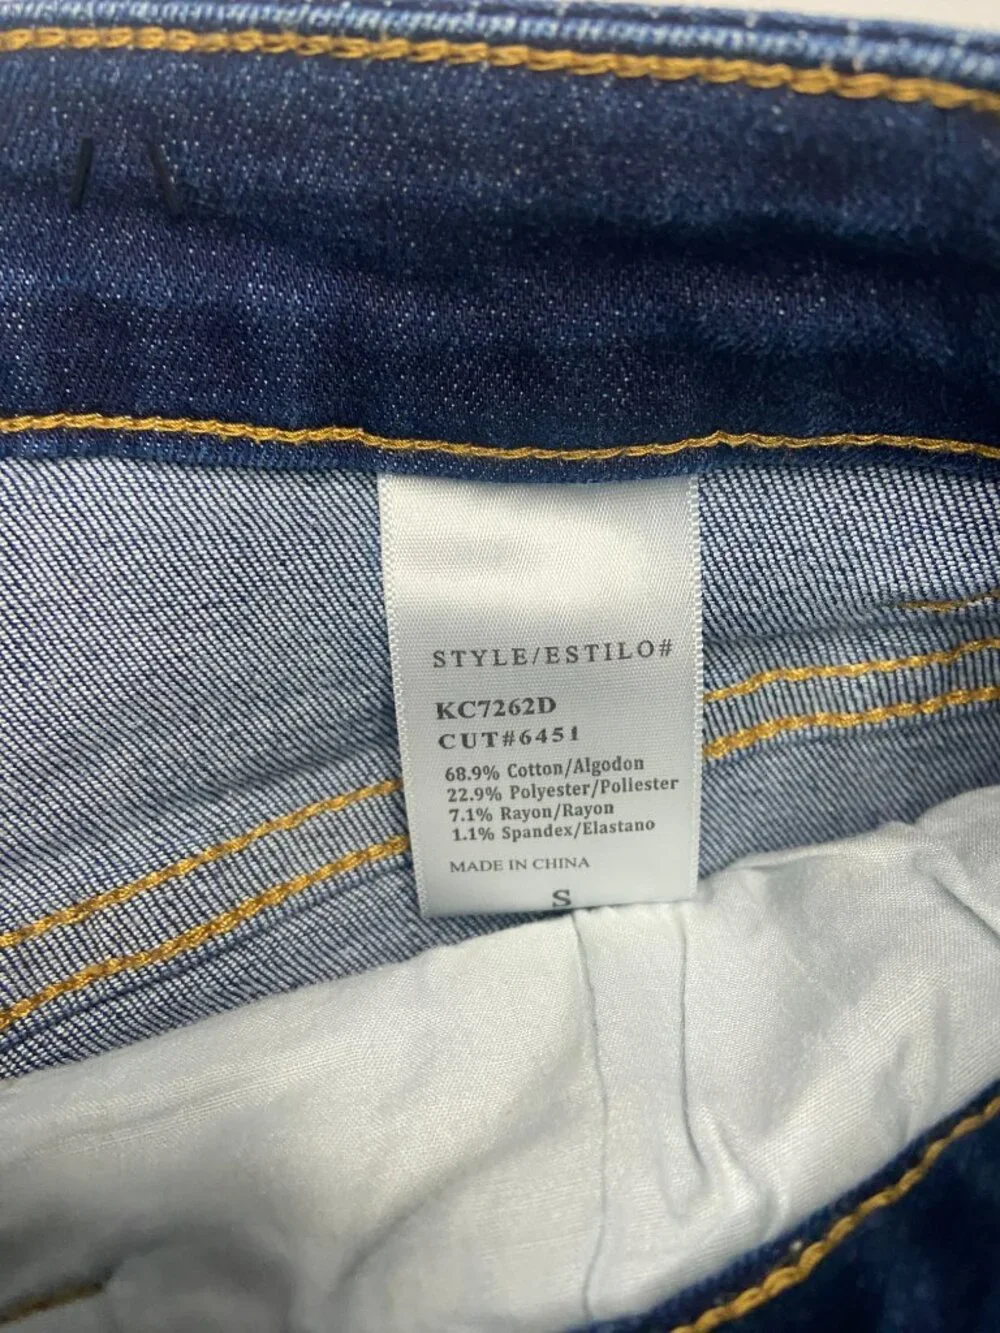 STYLE/ESTILO#
KC7262D
CUT#6451
68.9% Cotton/Algodon
22.9% Polyester/Poliester
7.1% Rayon/Rayon
1.1% Spandex/Elastano
MADE IN CHINA
S